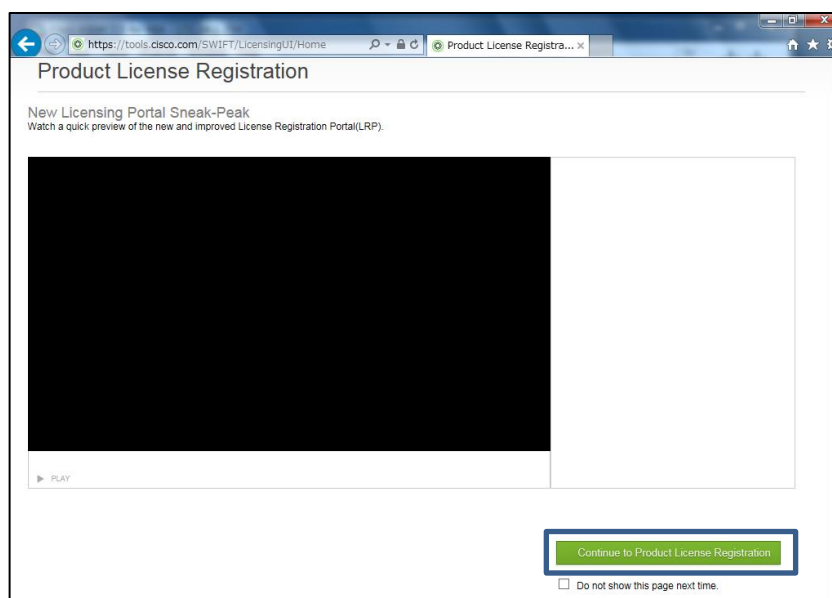 https://tools.cisco.com/SWIFT/LicensingUI/Home
Product License Registra...
Product License Registration
New Licensing Portal Sneak-Peak
Watch a quick preview of the new and improved License Registration Portal(LRP).
PLAY
Continue to Product License Registration
Do not show this page next time.